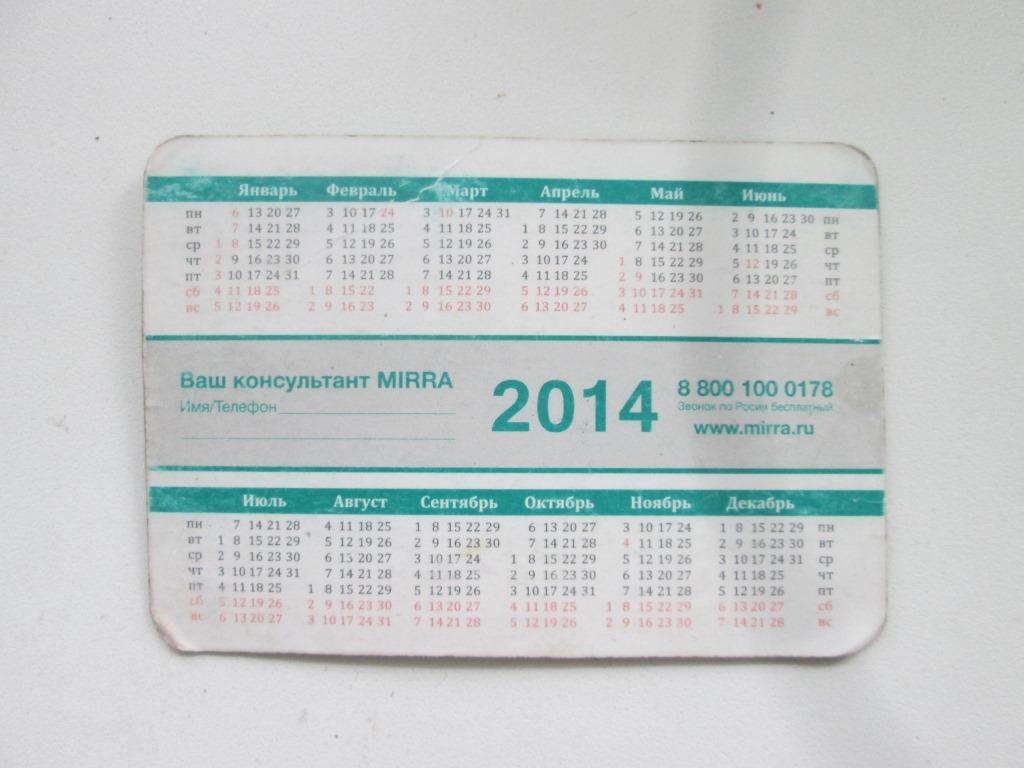 Январь Февраль Март Апрель Май Июнь
пн 6 13 20 27 3 10 17 24 3 10 17 24 31 7 14 21 28 5 12 19 26 2 9 16 23 30 пн
вт 7 14 21 28 4 11 18 25 4 11 18 25 1 8 15 22 29 6 13 20 27 3 10 17 24 вт
ср 1 8 15 22 29 5 12 19 26 5 12 19 26 2 9 16 23 30 7 14 21 28 4 11 18 25 ср
чт 2 9 16 23 30 6 13 20 27 6 13 20 27 3 10 17 24 1 8 15 22 29 5 12 19 26 чт
пт 3 10 17 24 31 7 14 21 28 7 14 21 28 4 11 18 25 2 9 16 23 30 6 13 20 27 пт
сб 4 11 18 25 1 8 15 22 1 8 15 22 29 5 12 19 26 3 10 17 24 31 7 14 21 28 сб
вс 5 12 19 26 2 9 16 23 2 9 16 23 30 6 13 20 27 4 11 18 25 1 8 15 22 29 вс
Ваш консультант MIRRA
Имя/Телефон
2014
8 800 100 0178
Звонок по Росии бесплатный
www.mirra.ru
Июль Август Сентябрь Октябрь Ноябрь Декабрь
пн 7 14 21 28 4 11 18 25 1 8 15 22 29 6 13 20 27 3 10 17 24 1 8 15 22 29 пн
вт 1 8 15 22 29 5 12 19 26 2 9 16 23 30 7 14 21 28 4 11 18 25 2 9 16 23 30 вт
ср 2 9 16 23 30 6 13 20 27 3 10 17 24 1 8 15 22 29 5 12 19 26 3 10 17 24 31 ср
чт 3 10 17 24 31 7 14 21 28 4 11 18 25 2 9 16 23 30 6 13 20 27 4 11 18 25 чт
пт 4 11 18 25 1 8 15 22 29 5 12 19 26 3 10 17 24 31 7 14 21 28 5 12 19 26 пт
сб 5 12 19 26 2 9 16 23 30 6 13 20 27 4 11 18 25 1 8 15 22 29 6 13 20 27 сб
вс 6 13 20 27 3 10 17 24 31 7 14 21 28 5 12 19 26 2 9 16 23 30 7 14 21 28 вс